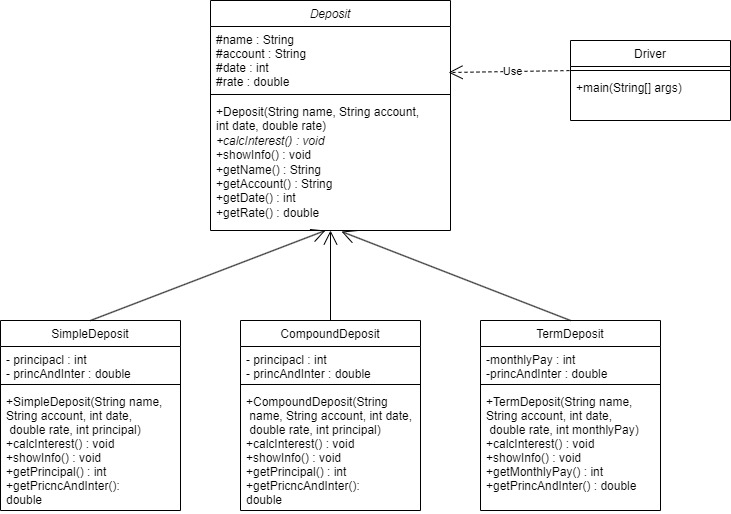 Deposit
#name : String
#account : String
#date : int
#rate : double
+Deposit(String name, String account,
int date, double rate)
+calcInterest() : void
+showInfo() : void
+getName() : String
+getAccount() : String
+getDate() : int
+getRate() : double
Use
Driver
+main(String[] args)
SimpleDeposit
- principacl : int
- princAndInter : double
+SimpleDeposit(String name,
String account, int date,
double rate, int principal)
+calcInterest() : void
+showInfo() : void
+getPrincipal() : int
+getPricncAndInter():
double
CompoundDeposit
- principacl : int
- princAndInter : double
+CompoundDeposit(String
name, String account, int date,
double rate, int principal)
+calcInterest() : void
+showInfo() : void
+getPrincipal() : int
+getPricncAndInter():
double
TermDeposit
-monthlyPay : int
-princAndInter : double
+TermDeposit(String name,
String account, int date,
double rate, int monthlyPay)
+calcInterest() : void
+showInfo() : void
+getMonthlyPay() : int
+getPrincAndInter() : double